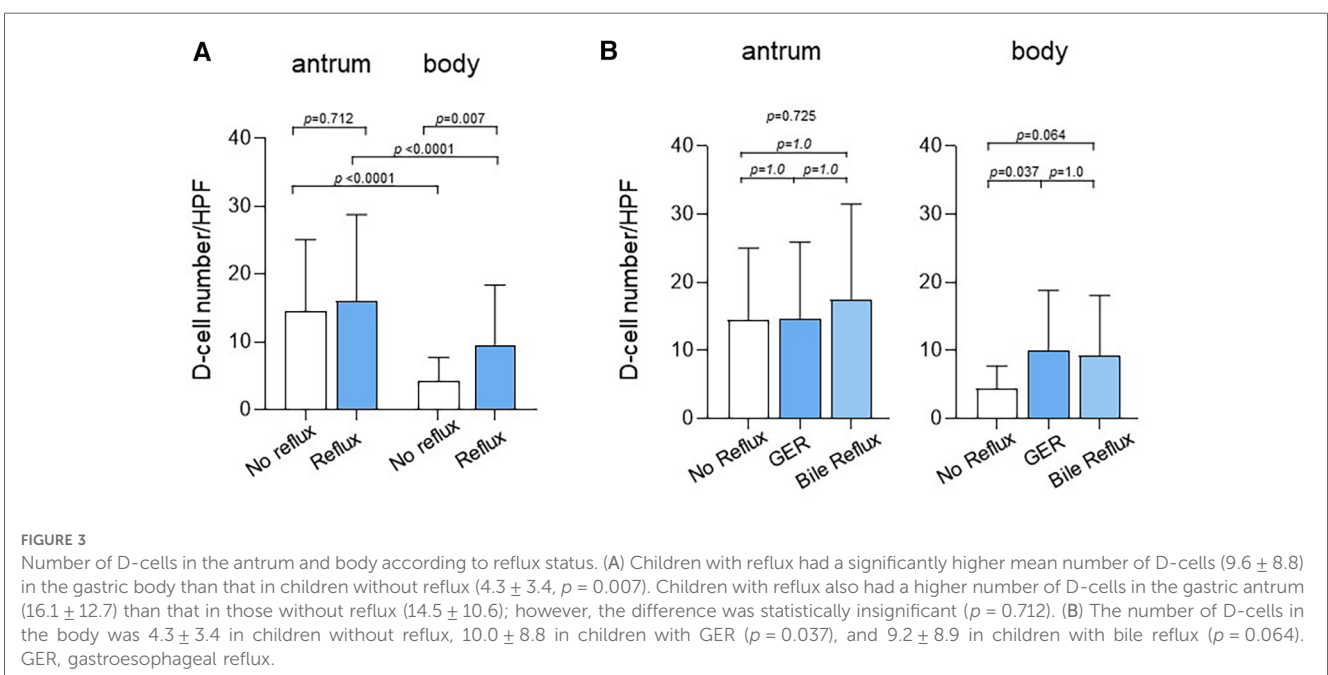 A
antrum body
p=0.712 p=0.007
p <0.0001
p <0.0001
D-cell number/HPF
40
30
20
10
0
No reflux Reflux No reflux Reflux
B
antrum
p=0.725
p=1.0
p=1.0 p=1.0
D-cell number/HPF
40
30
20
10
0
No Reflux GER Bile Reflux
body
p=0.064
p=0.037 p=1.0
40
30
20
10
0
No Reflux GER Bile Reflux
FIGURE 3
Number of D-cells in the antrum and body according to reflux status. (A) Children with reflux had a significantly higher mean number of D-cells (9.6 ± 8.8)
in the gastric body than that in children without reflux (4.3 ± 3.4, p = 0.007). Children with reflux also had a higher number of D-cells in the gastric antrum
(16.1 ± 12.7) than that in those without reflux (14.5 ± 10.6); however, the difference was statistically insignificant (p = 0.712). (B) The number of D-cells in
the body was 4.3 ± 3.4 in children without reflux, 10.0 ± 8.8 in children with GER (p = 0.037), and 9.2 ± 8.9 in children with bile reflux (p = 0.064).
GER, gastroesophageal reflux.